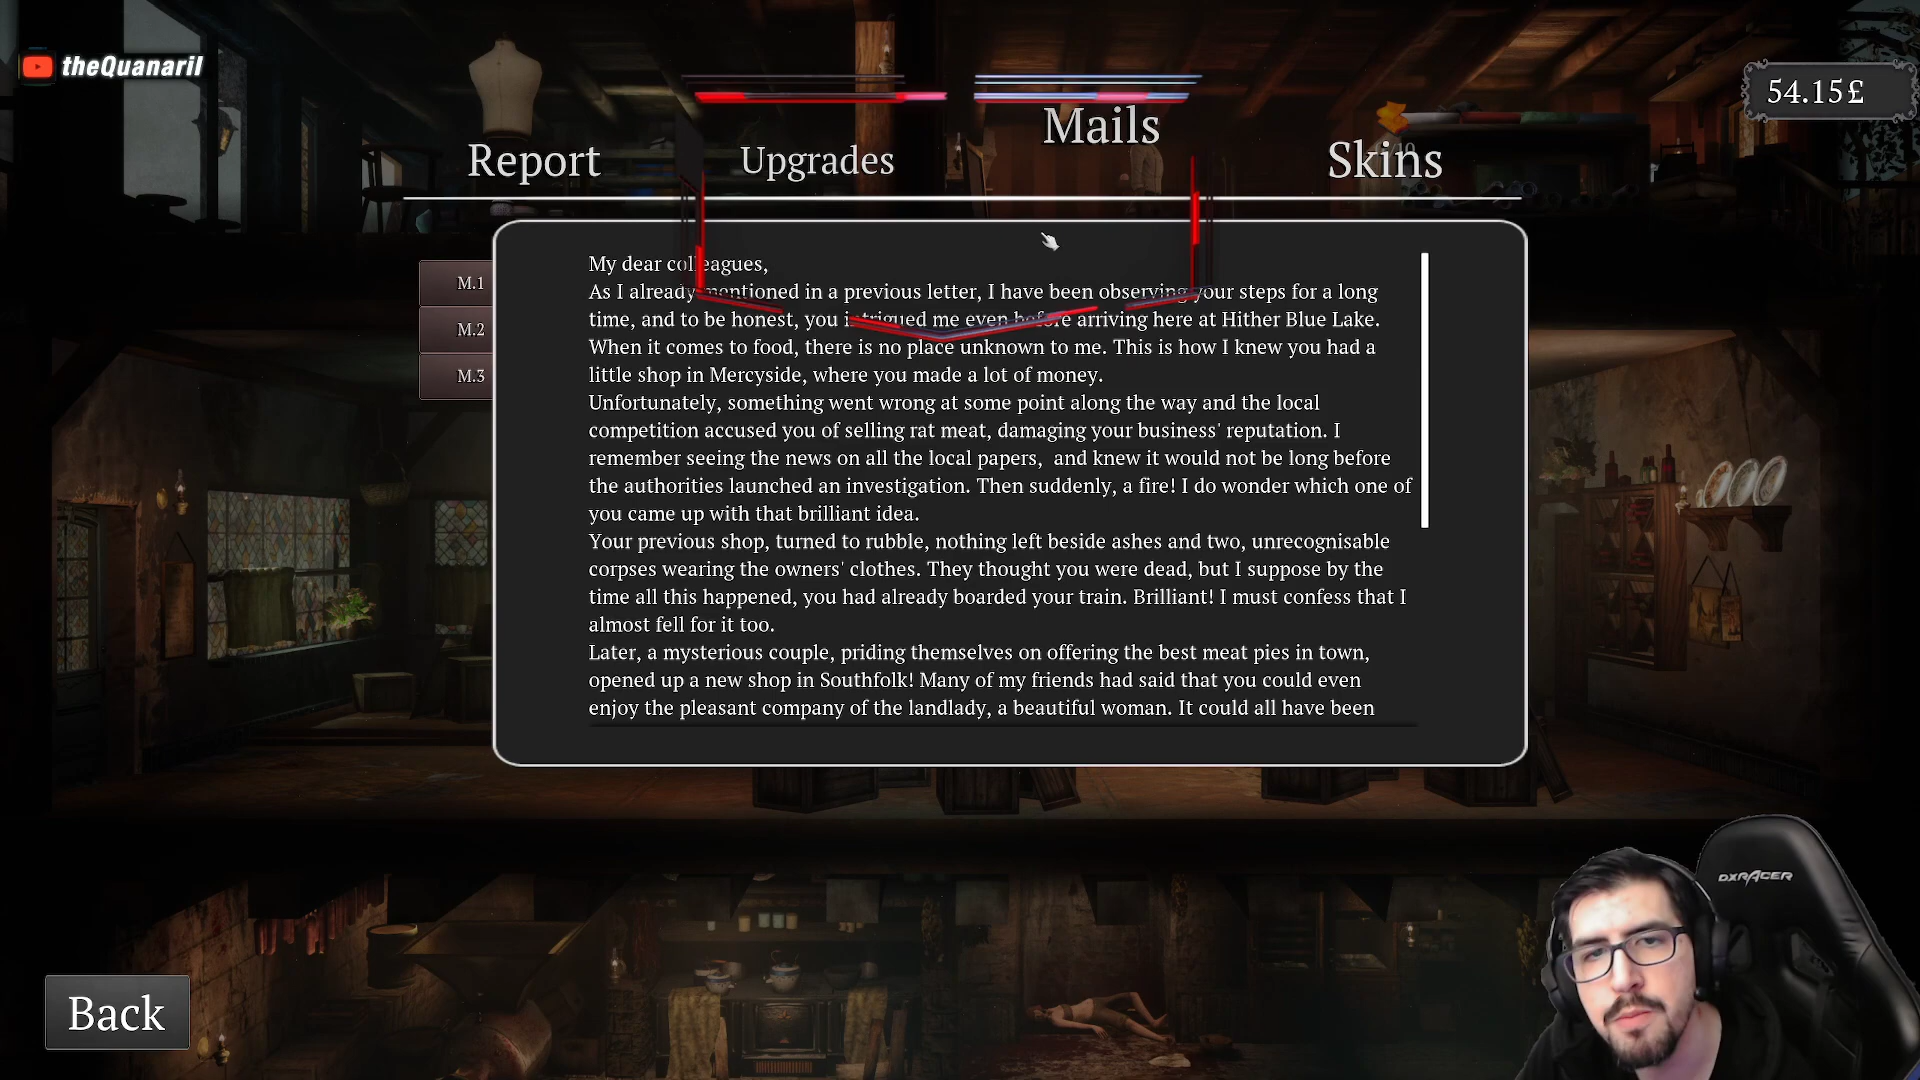 theQuanaril
54.15£
Report
Upgrades
Mails
Skins
M.1
M.2
M.3
My dear colleagues,
As I already mentioned in a previous letter, I have been observing your steps for a long
time, and to be honest, you intrigued me even before arriving here at Hither Blue Lake.
When it comes to food, there is no place unknown to me. This is how I knew you had a
little shop in Mercyside, where you made a lot of money.
Unfortunately, something went wrong at some point along the way and the local
competition accused you of selling rat meat, damaging your business' reputation. I
remember seeing the news on all the local papers,  and knew it would not be long before
the authorities launched an investigation. Then suddenly, a fire! I do wonder which one of
you came up with that brilliant idea.
Your previous shop, turned to rubble, nothing left beside ashes and two, unrecognisable
corpses wearing the owners' clothes. They thought you were dead, but I suppose by the
time all this happened, you had already boarded your train. Brilliant! I must confess that I
almost fell for it too.
Later, a mysterious couple, priding themselves on offering the best meat pies in town,
opened up a new shop in Southfolk! Many of my friends had said that you could even
enjoy the pleasant company of the landlady, a beautiful woman. It could all have been
Back
DXRACER